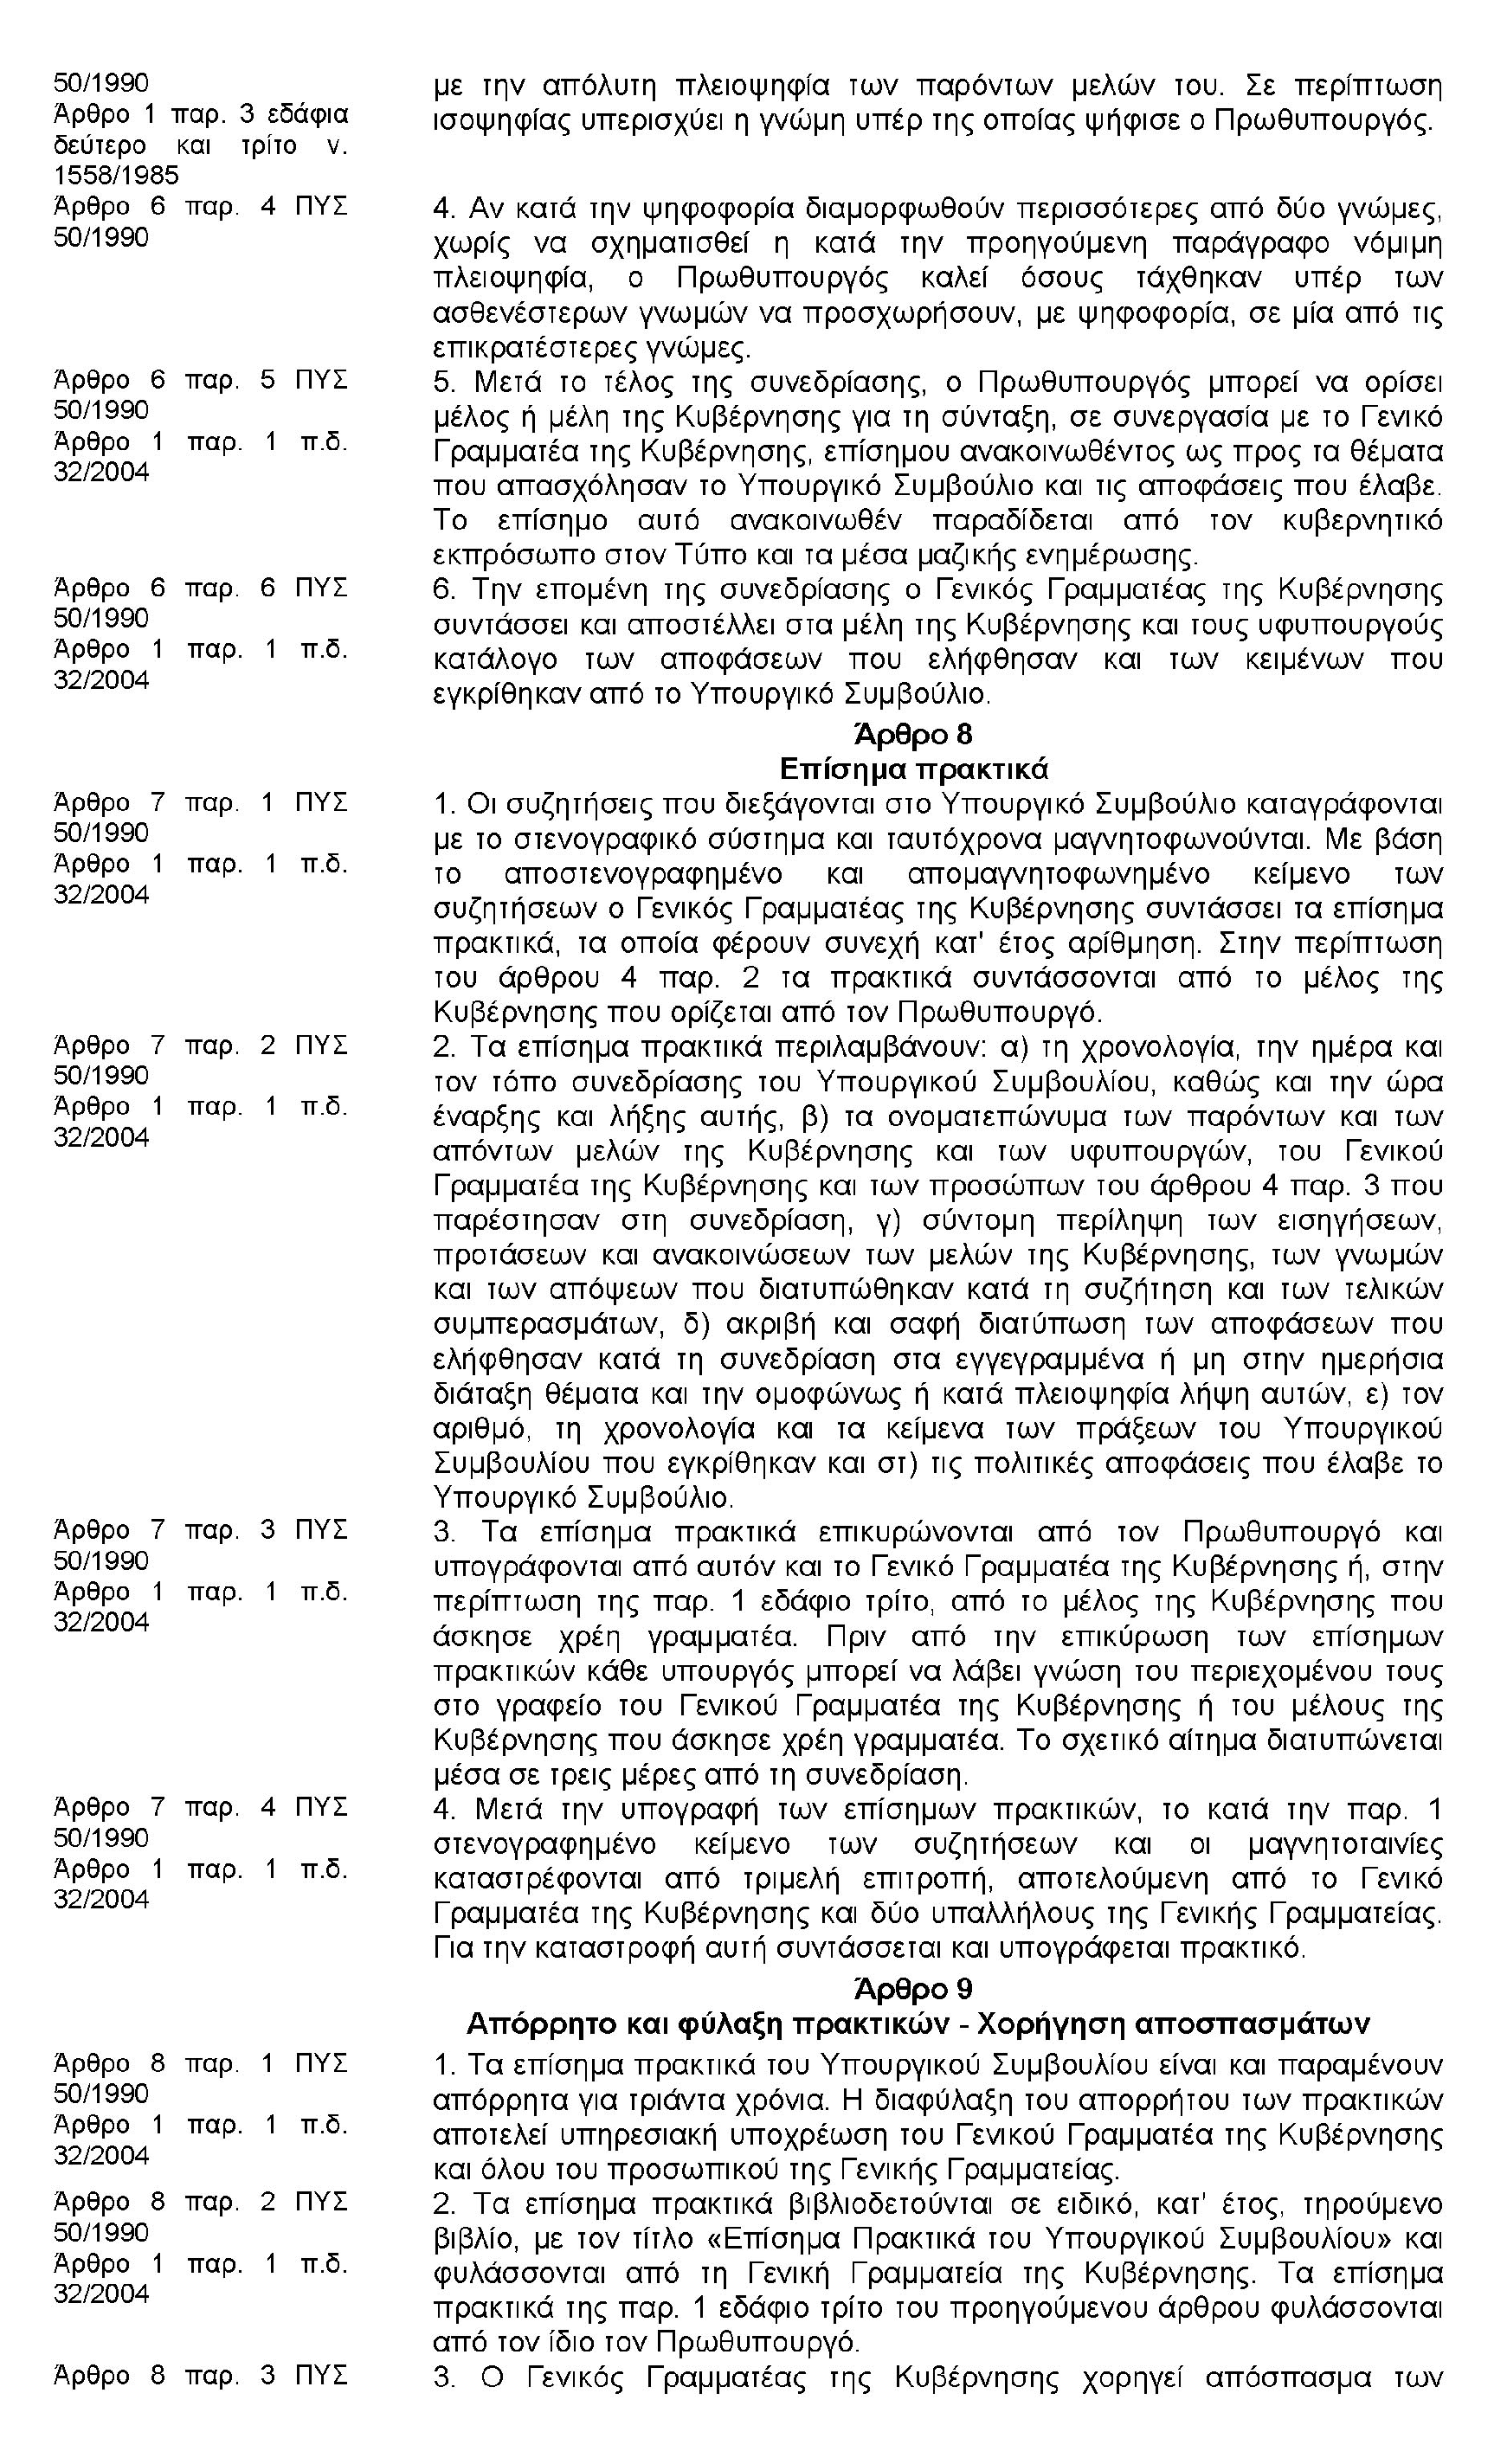 50/1990
Άρθρο 1 παρ. 3 εδάφια
δεύτερο και τρίτο ν.
1558/1985
με την απόλυτη πλειοψηφία των παρόντων μελών του. Σε περίπτωση
ισοψηφίας υπερισχύει η γνώμη υπέρ της οποίας ψήφισε ο Πρωθυπουργός.
Άρθρο 6 παρ. 4 ΠΥΣ
50/1990
4. Αν κατά την ψηφοφορία διαμορφωθούν περισσότερες από δύο γνώμες,
χωρίς να σχηματισθεί η κατά την προηγούμενη παράγραφο νόμιμη
πλειοψηφία, ο Πρωθυπουργός καλεί όσους τάχθηκαν υπέρ των
ασθενέστερων γνωμών να προσχωρήσουν, με ψηφοφορία, σε μία από τις
επικρατέστερες γνώμες.
Άρθρο 6 παρ. 5 ΠΥΣ
50/1990
Άρθρο 1 παρ. 1 π.δ.
32/2004
5. Μετά το τέλος της συνεδρίασης, ο Πρωθυπουργός μπορεί να ορίσει
μέλος ή μέλη της Κυβέρνησης για τη σύνταξη, σε συνεργασία με το Γενικό
Γραμματέα της Κυβέρνησης, επίσημου ανακοινωθέντος ως προς τα θέματα
που απασχόλησαν το Υπουργικό Συμβούλιο και τις αποφάσεις που έλαβε.
Το επίσημο αυτό ανακοινωθέν παραδίδεται από τον κυβερνητικό
εκπρόσωπο στον Τύπο και τα μέσα μαζικής ενημέρωσης.
Άρθρο 6 παρ. 6 ΠΥΣ
50/1990
Άρθρο 1 παρ. 1 π.δ.
32/2004
6. Την επομένη της συνεδρίασης ο Γενικός Γραμματέας της Κυβέρνησης
συντάσσει και αποστέλλει στα μέλη της Κυβέρνησης και τους υφυπουργούς
κατάλογο των αποφάσεων που ελήφθησαν και των κειμένων που
εγκρίθηκαν από το Υπουργικό Συμβούλιο.
Άρθρο 8
Επίσημα πρακτικά
Άρθρο 7 παρ. 1 ΠΥΣ
50/1990
Άρθρο 1 παρ. 1 π.δ.
32/2004
1. Οι συζητήσεις που διεξάγονται στο Υπουργικό Συμβούλιο καταγράφονται
με το στενογραφικό σύστημα και ταυτόχρονα μαγνητοφωνούνται. Με βάση
το αποστενογραφημένο και απομαγνητοφωνημένο κείμενο των
συζητήσεων ο Γενικός Γραμματέας της Κυβέρνησης συντάσσει τα επίσημα
πρακτικά, τα οποία φέρουν συνεχή κατ' έτος αρίθμηση. Στην περίπτωση
του άρθρου 4 παρ. 2 τα πρακτικά συντάσσονται από το μέλος της
Κυβέρνησης που ορίζεται από τον Πρωθυπουργό.
Άρθρο 7 παρ. 2 ΠΥΣ
50/1990
Άρθρο 1 παρ. 1 π.δ.
32/2004
2. Τα επίσημα πρακτικά περιλαμβάνουν: α) τη χρονολογία, την ημέρα και
τον τόπο συνεδρίασης του Υπουργικού Συμβουλίου, καθώς και την ώρα
έναρξης και λήξης αυτής, β) τα ονοματεπώνυμα των παρόντων και των
απόντων μελών της Κυβέρνησης και των υφυπουργών, του Γενικού
Γραμματέα της Κυβέρνησης και των προσώπων του άρθρου 4 παρ. 3 που
παρέστησαν στη συνεδρίαση, γ) σύντομη περίληψη των εισηγήσεων,
προτάσεων και ανακοινώσεων των μελών της Κυβέρνησης, των γνωμών
και των απόψεων που διατυπώθηκαν κατά τη συζήτηση και των τελικών
συμπερασμάτων, δ) ακριβή και σαφή διατύπωση των αποφάσεων που
ελήφθησαν κατά τη συνεδρίαση στα εγγεγραμμένα ή μη στην ημερήσια
διάταξη θέματα και την ομοφώνως ή κατά πλειοψηφία λήψη αυτών, ε) τον
αριθμό, τη χρονολογία και τα κείμενα των πράξεων του Υπουργικού
Συμβουλίου που εγκρίθηκαν και στ) τις πολιτικές αποφάσεις που έλαβε το
Υπουργικό Συμβούλιο.
Άρθρο 7 παρ. 3 ΠΥΣ
50/1990
Άρθρο 1 παρ. 1 π.δ.
32/2004
3. Τα επίσημα πρακτικά επικυρώνονται από τον Πρωθυπουργό και
υπογράφονται από αυτόν και το Γενικό Γραμματέα της Κυβέρνησης ή, στην
περίπτωση της παρ. 1 εδάφιο τρίτο, από το μέλος της Κυβέρνησης που
άσκησε χρέη γραμματέα. Πριν από την επικύρωση των επίσημων
πρακτικών κάθε υπουργός μπορεί να λάβει γνώση του περιεχομένου τους
στο γραφείο του Γενικού Γραμματέα της Κυβέρνησης ή του μέλους της
Κυβέρνησης που άσκησε χρέη γραμματέα. Το σχετικό αίτημα διατυπώνεται
μέσα σε τρεις μέρες από τη συνεδρίαση.
Άρθρο 7 παρ. 4 ΠΥΣ
50/1990
Άρθρο 1 παρ. 1 π.δ.
32/2004
4. Μετά την υπογραφή των επίσημων πρακτικών, το κατά την παρ. 1
στενογραφημένο κείμενο των συζητήσεων και οι μαγνητοταινίες
καταστρέφονται από τριμελή επιτροπή, αποτελούμενη από το Γενικό
Γραμματέα της Κυβέρνησης και δύο υπαλλήλους της Γενικής Γραμματείας.
Για την καταστροφή αυτή συντάσσεται και υπογράφεται πρακτικό.
Άρθρο 9
Απόρρητο και φύλαξη πρακτικών - Χορήγηση αποσπασμάτων
Άρθρο 8 παρ. 1 ΠΥΣ
50/1990
Άρθρο 1 παρ. 1 π.δ.
32/2004
1. Τα επίσημα πρακτικά του Υπουργικού Συμβουλίου είναι και παραμένουν
απόρρητα για τριάντα χρόνια. Η διαφύλαξη του απορρήτου των πρακτικών
αποτελεί υπηρεσιακή υποχρέωση του Γενικού Γραμματέα της Κυβέρνησης
και όλου του προσωπικού της Γενικής Γραμματείας.
Άρθρο 8 παρ. 2 ΠΥΣ
50/1990
Άρθρο 1 παρ. 1 π.δ.
32/2004
2. Τα επίσημα πρακτικά βιβλιοδετούνται σε ειδικό, κατ' έτος, τηρούμενο
βιβλίο, με τον τίτλο «Επίσημα Πρακτικά του Υπουργικού Συμβουλίου» και
φυλάσσονται από τη Γενική Γραμματεία της Κυβέρνησης. Τα επίσημα
πρακτικά της παρ. 1 εδάφιο τρίτο του προηγούμενου άρθρου φυλάσσονται
από τον ίδιο τον Πρωθυπουργό.
Άρθρο 8 παρ. 3 ΠΥΣ
3. Ο Γενικός Γραμματέας της Κυβέρνησης χορηγεί απόσπασμα των